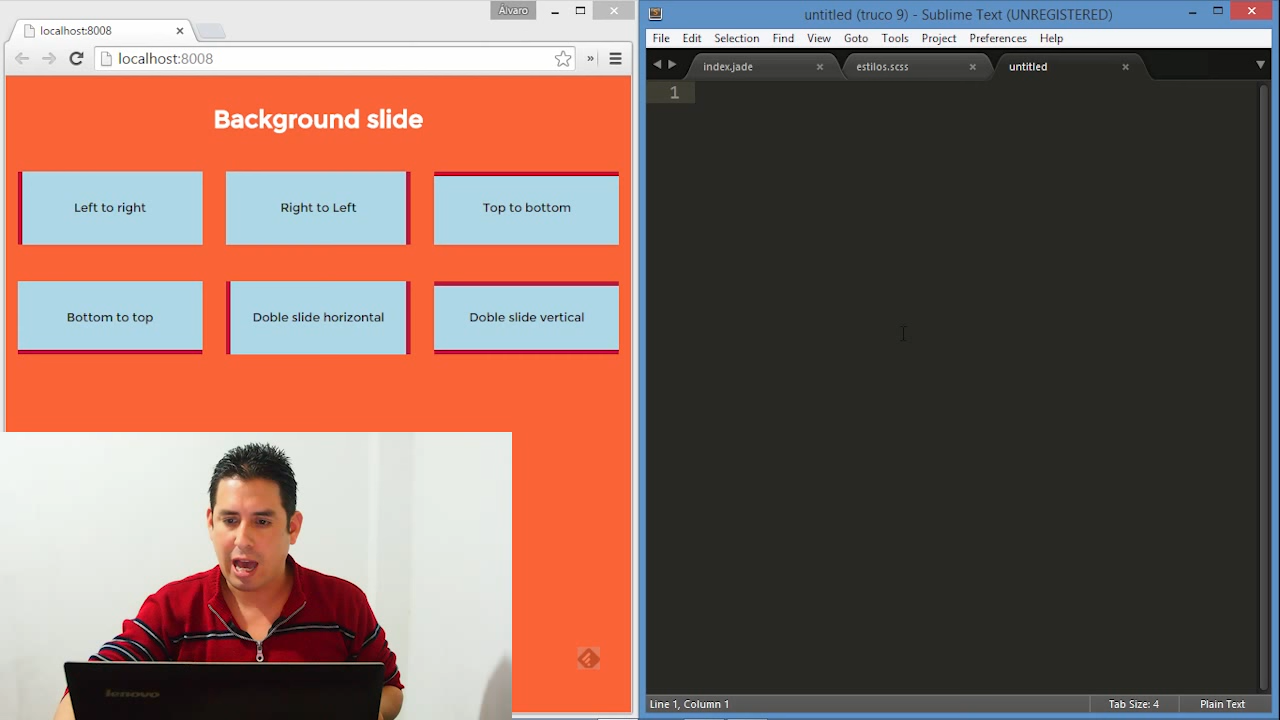 Álvaro
localhost:8008
localhost:8008
Background slide
Left to right
Right to Left
Top to bottom
Bottom to top
Doble slide horizontal
Doble slide vertical
lenovo
untitled (truco 9) - Sublime Text (UNREGISTERED)
File Edit Selection Find View Goto Tools Project Preferences Help
index.jade
estilos.scss
untitled
1
Line 1, Column 1
Tab Size: 4
Plain Text